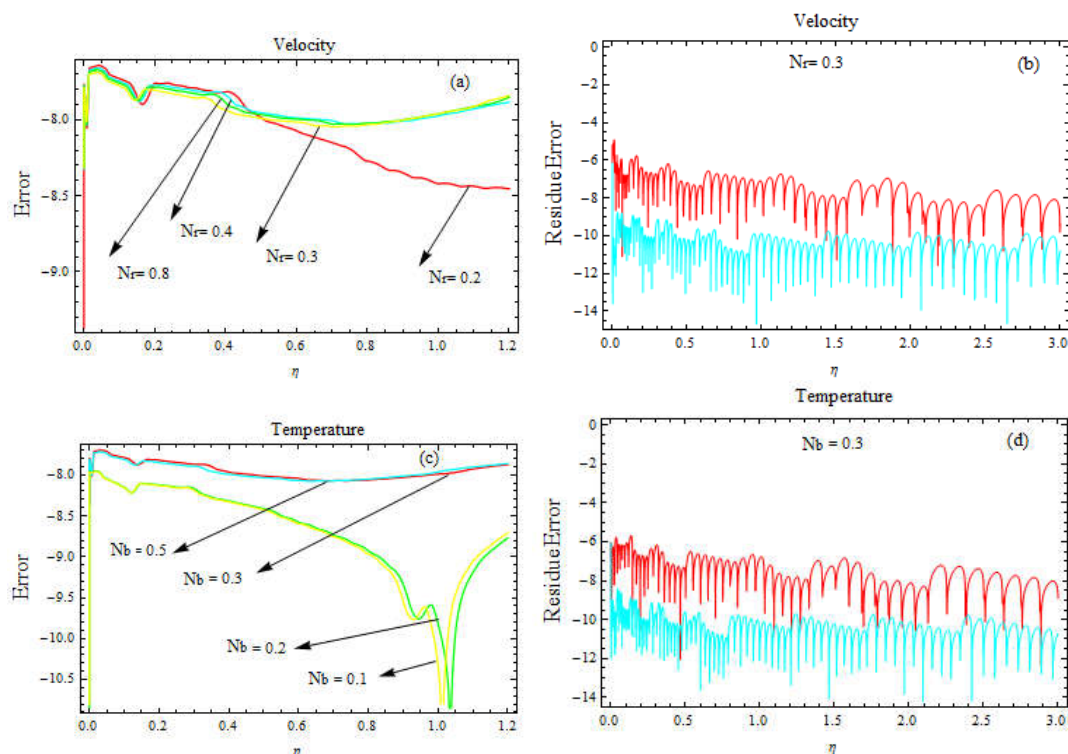 Velocity
(a)
Error
-8.0
-8.5
-9.0
Nr= 0.8
Nr= 0.4
Nr= 0.3
Nr= 0.2
0.0 0.2 0.4 0.6 0.8 1.0 1.2
η
Velocity
Nr= 0.3
(b)
Residue Error
0
-2
-4
-6
-8
-10
-12
-14
0.0 0.5 1.0 1.5 2.0 2.5 3.0
η
Temperature
(c)
Error
-8.0
-8.5
-9.0
-9.5
-10.0
-10.5
Nb = 0.5
Nb = 0.3
Nb = 0.2
Nb = 0.1
0.0 0.2 0.4 0.6 0.8 1.0 1.2
η
Temperature
Nb = 0.3
(d)
Residue Error
0
-2
-4
-6
-8
-10
-12
-14
0.0 0.5 1.0 1.5 2.0 2.5 3.0
η